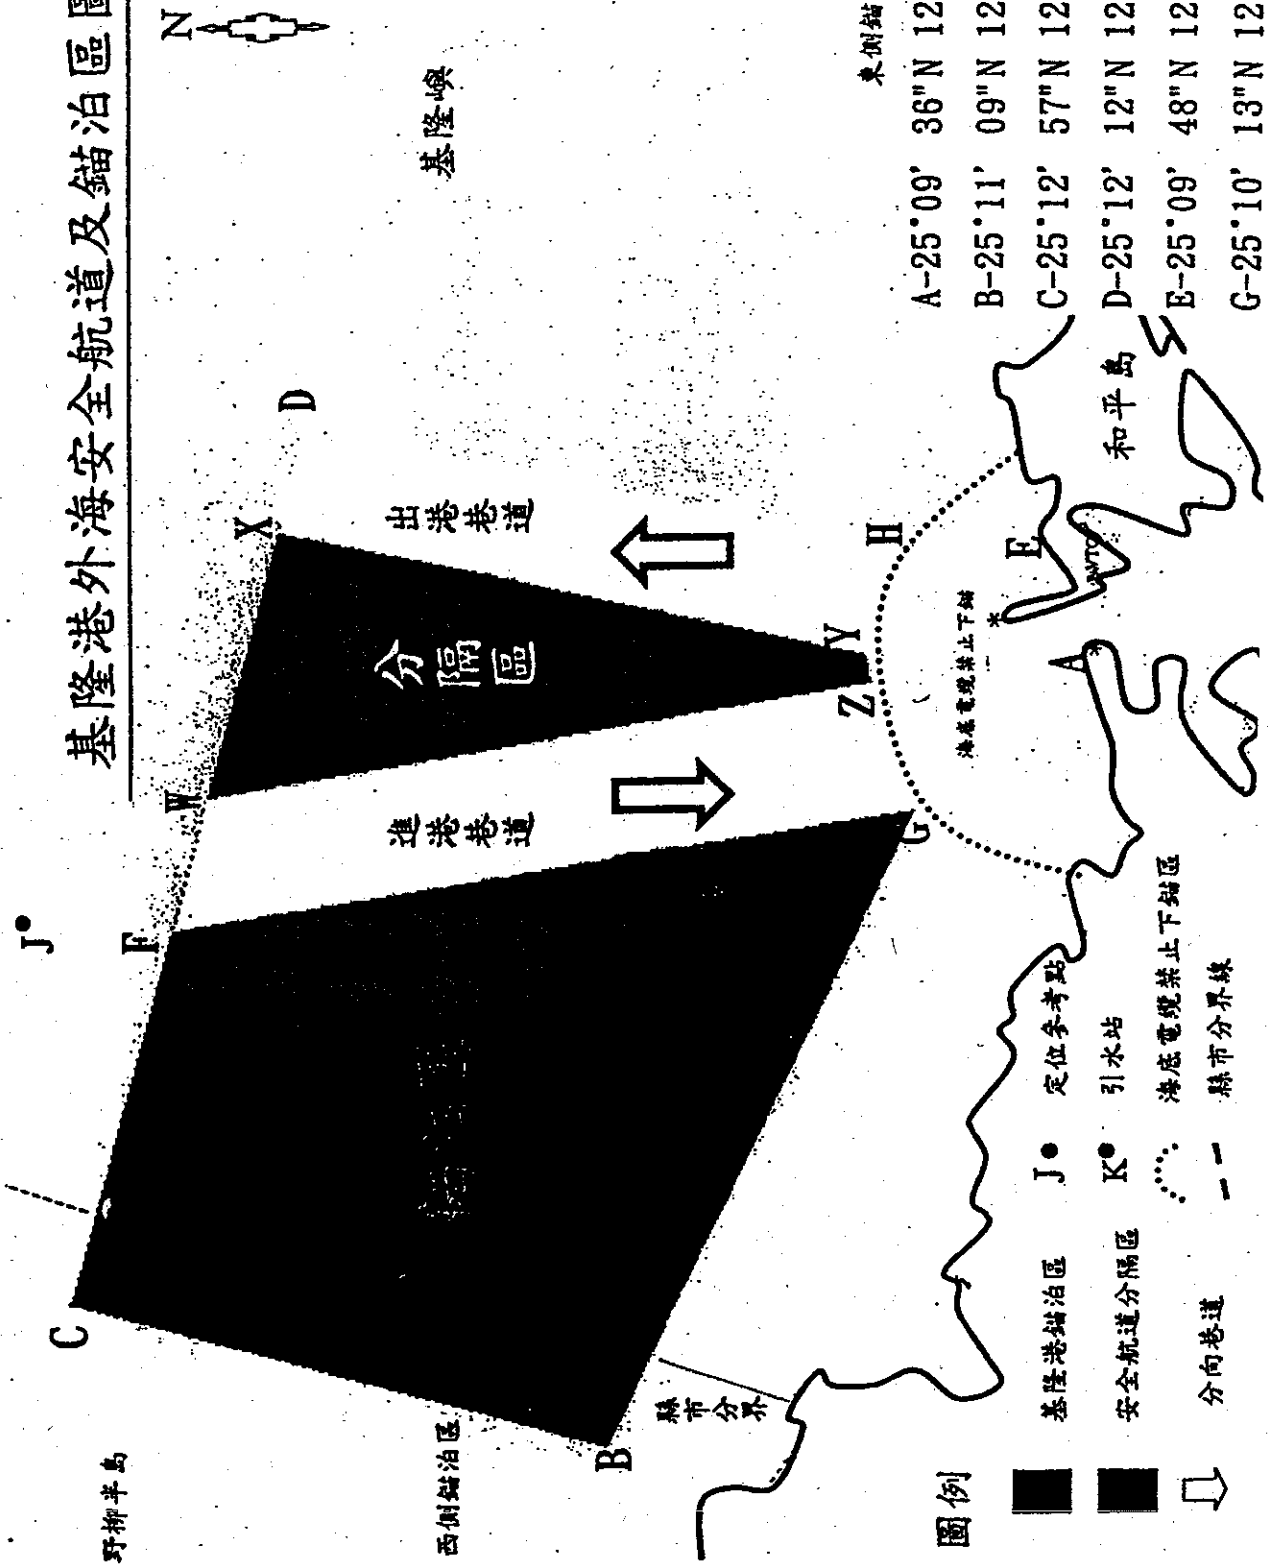 基隆港外海安全航道及錨泊區
N
J
C
F
W
X
D
野柳半島
基隆嶼
進港巷道
分隔區
出港巷道
西側錨泊區
B
縣市分界
G
Z
Y
H
海底電纜禁止下錨
A
E
和平島
圖例
基隆港錨泊區
安全航道分隔區
分向巷道
J 定位參考點
K 引水站
海底電纜禁止下錨區
縣市分界線
東側錨
A-25°09' 36"N 12
B-25°11' 09"N 12
C-25°12' 57"N 12
D-25°12' 12"N 12
E-25°09' 48"N 12
G-25°10' 13"N 12